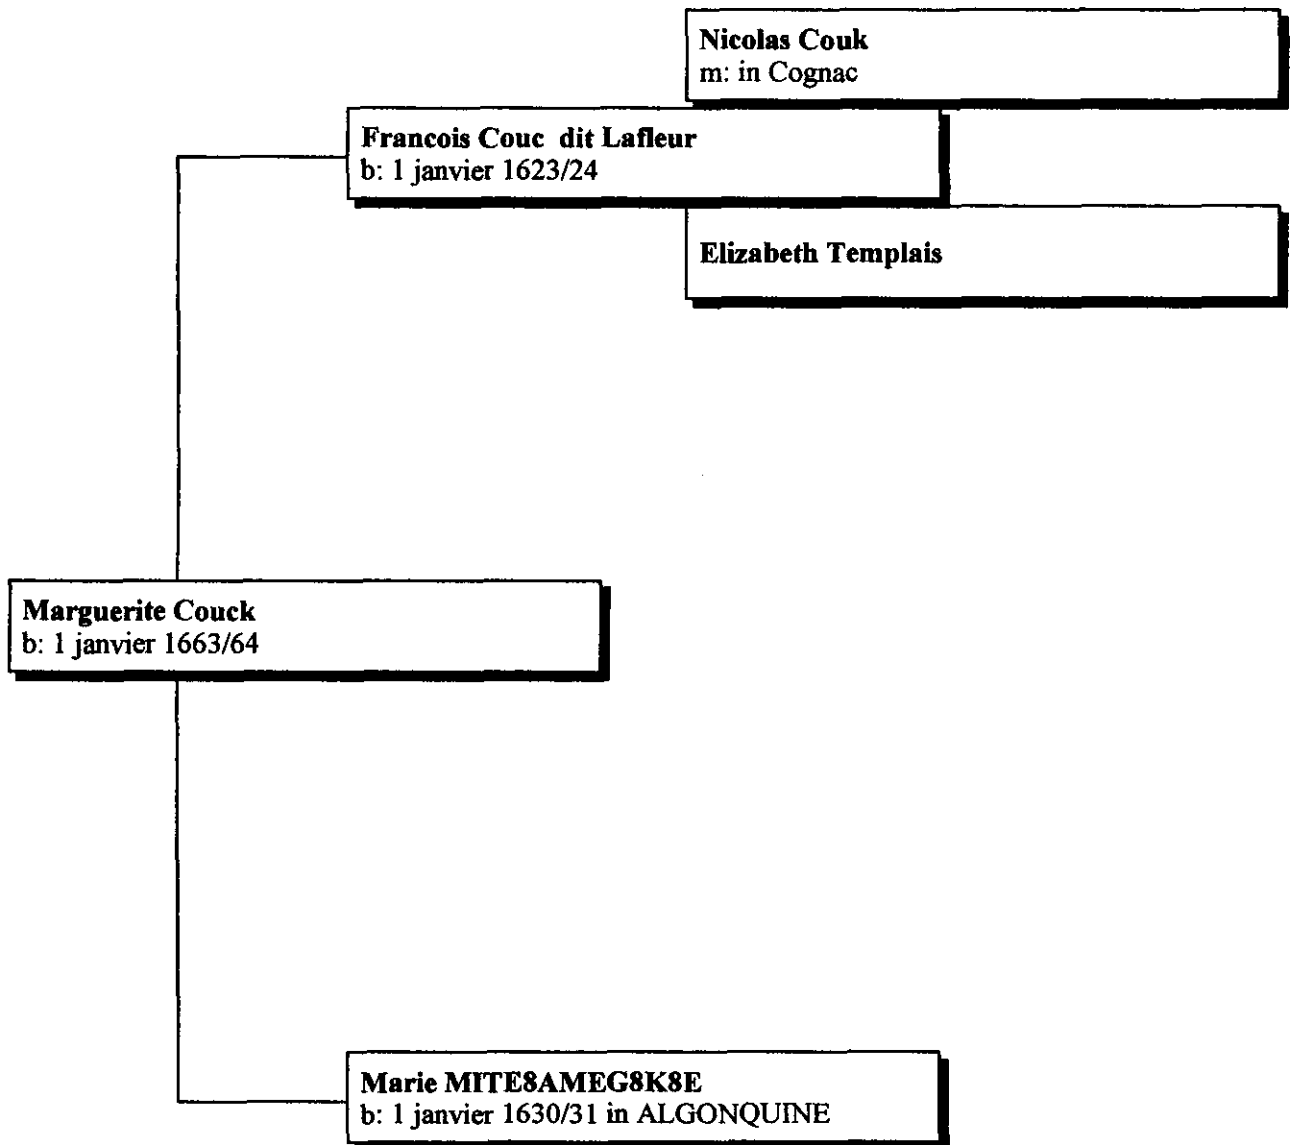 Nicolas Couk
m: in Cognac
Francois Couc dit Lafleur
b: 1 janvier 1623/24
Elizabeth Templais
Marguerite Couck
b: 1 janvier 1663/64
Marie MITE8AMEG8K8E
b: 1 janvier 1630/31 in ALGONQUINE